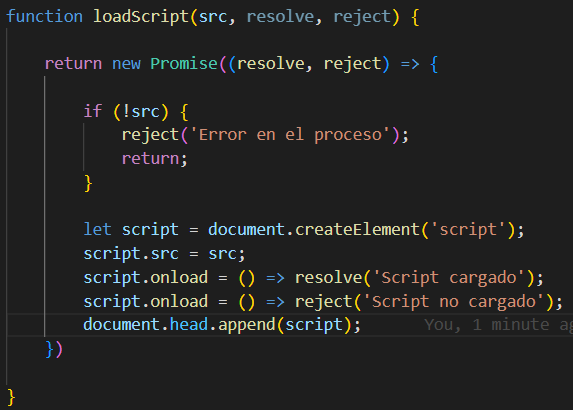 function loadScript(src, resolve, reject) {
return new Promise((resolve, reject) => {
if (!src) {
reject('Error en el proceso');
return;
}
let script = document.createElement('script');
script.src = src;
script.onload = () => resolve('Script cargado');
script.onload = () => reject('Script no cargado');
document.head.append(script); You, 1 minute
})
}